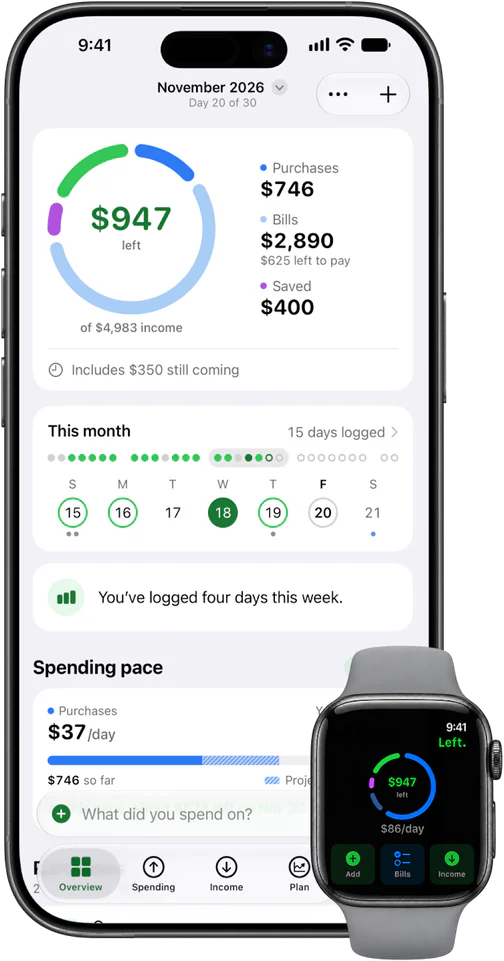 9:41
November 2026
Day 20 of 30
$947
left
of $4,983 income
Purchases
$746
Bills
$2,890
$625 left to pay
Saved
$400
Includes $350 still coming
This month
15 days logged
S M T W T F S
15 16 17 18 19 20 21
You’ve logged four days this week.
Spending pace
Purchases
$37/day
$746 so far
What did you spend on?
Overview
Spending
Income
Plan
9:41
Left.
$947
left
$86/day
Add
Bills
Income